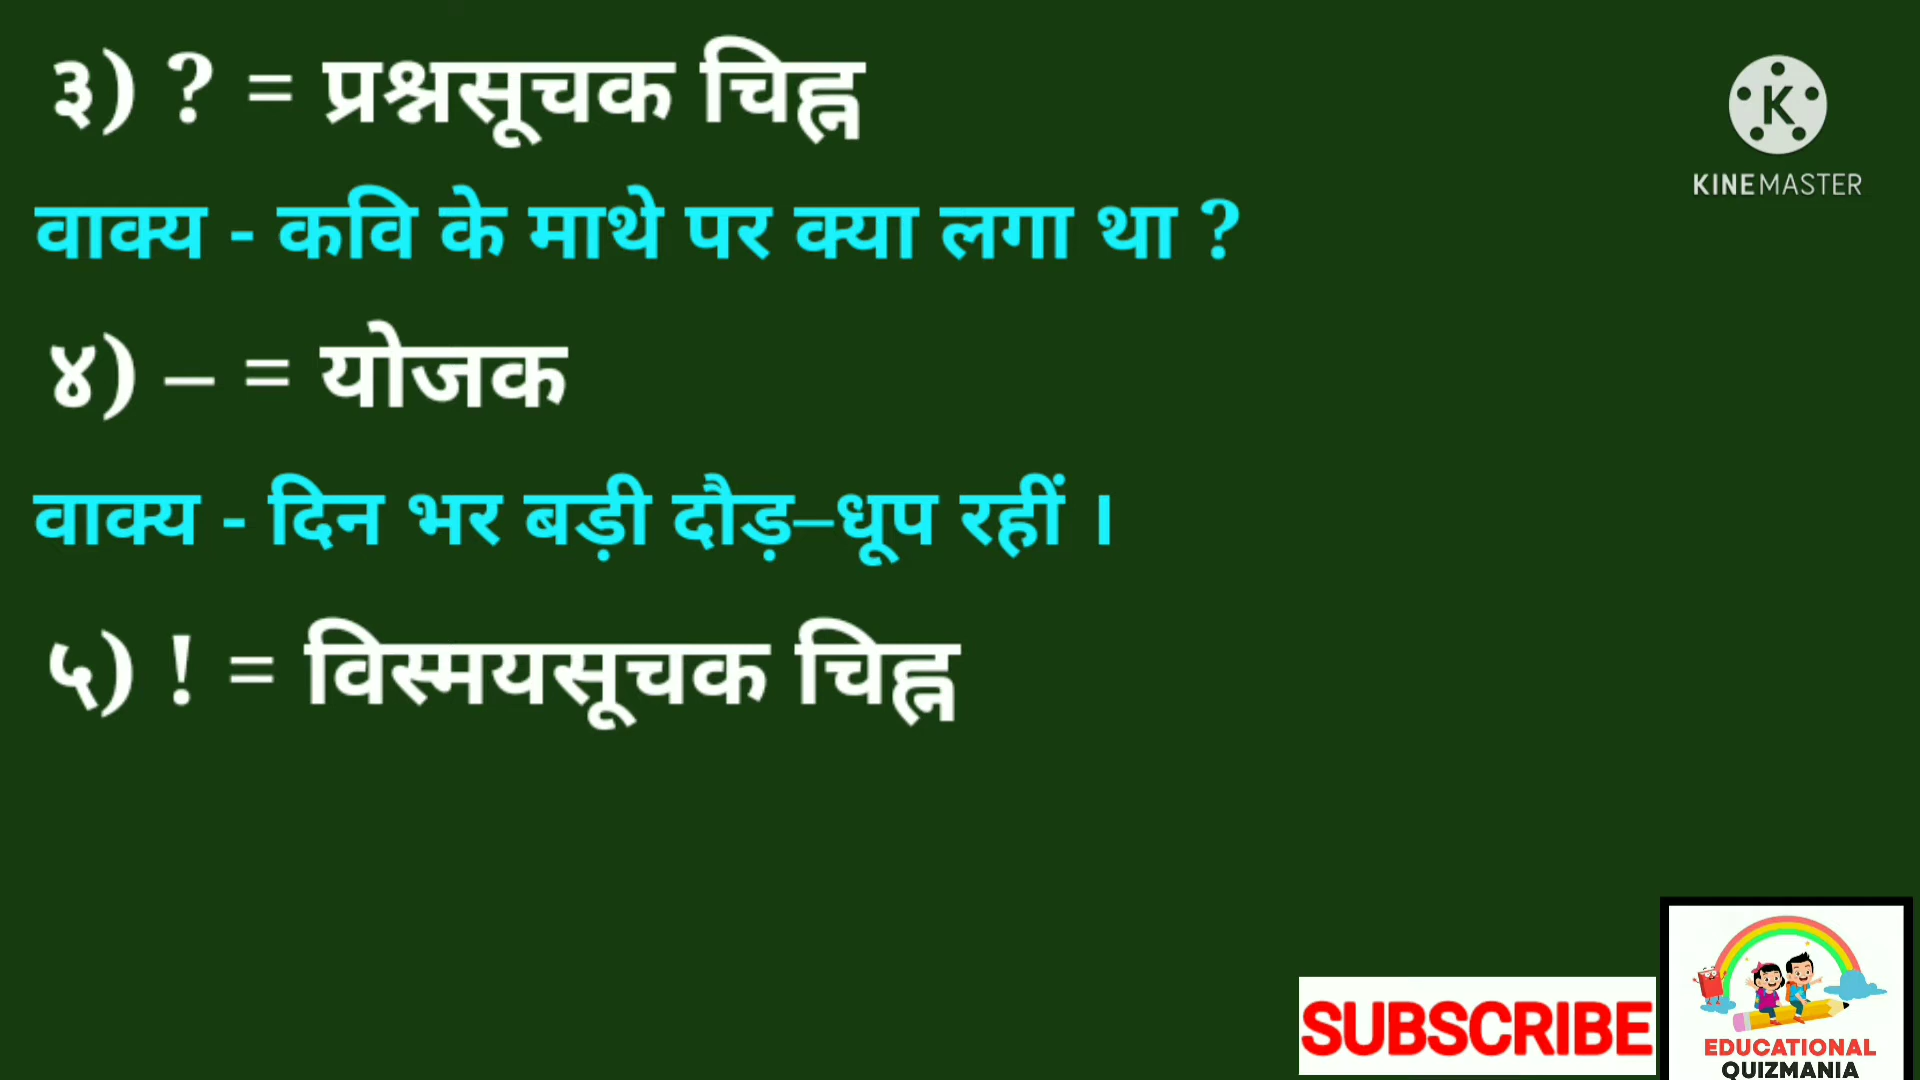 ३) ? = प्रश्नसूचक चिह्न
K
KINEMASTER
वाक्य - कवि के माथे पर क्या लगा था ?
४) – = योजक
वाक्य - दिन भर बड़ी दौड़–धूप रहीं ।
५) ! = विस्मयसूचक चिह्न
SUBSCRIBE
EDUCATIONAL
QUIZMANIA